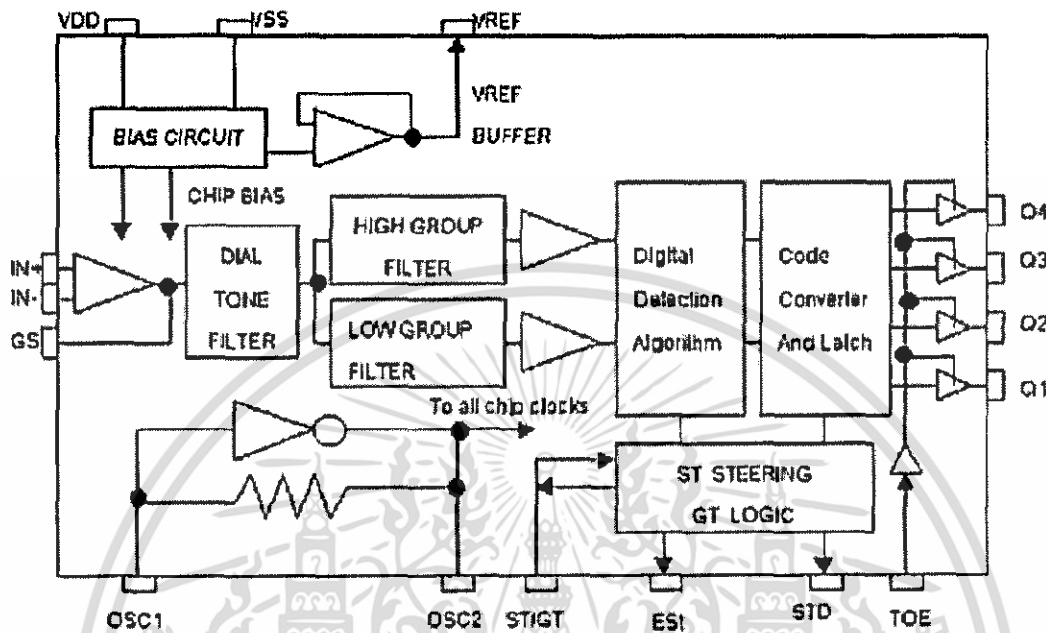 VDD
VSS
VREF
VREF
BUFFER
BIAS CIRCUIT
CHIP BIAS
IN+
IN-
GS
DIAL
TONE
FILTER
HIGH GROUP
FILTER
LOW GROUP
FILTER
Digital
Detection
Algorithm
Code
Converter
And Latch
Q4
Q3
Q2
Q1
To all chip clocks
ST STEERING
GT LOGIC
OSC1
OSC2
ST/GT
ESt
STD
TOE